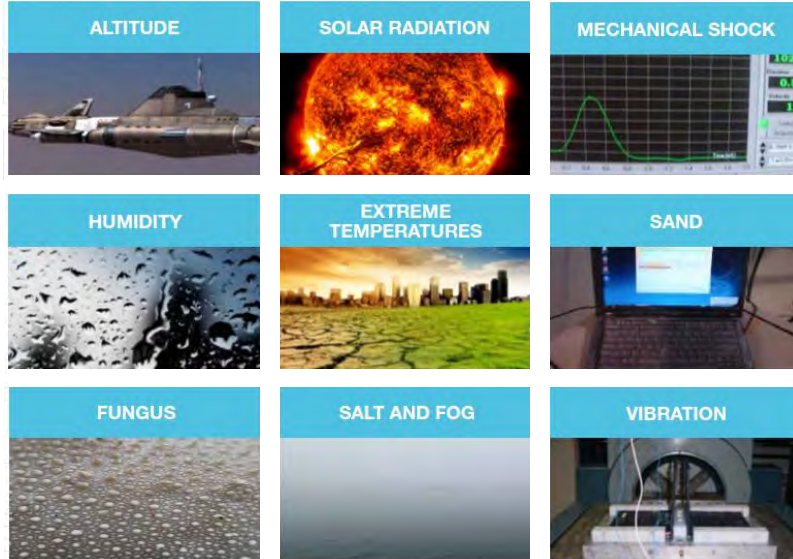 ALTITUDE
SOLAR RADIATION
MECHANICAL SHOCK
HUMIDITY
EXTREME
TEMPERATURES
SAND
FUNGUS
SALT AND FOG
VIBRATION